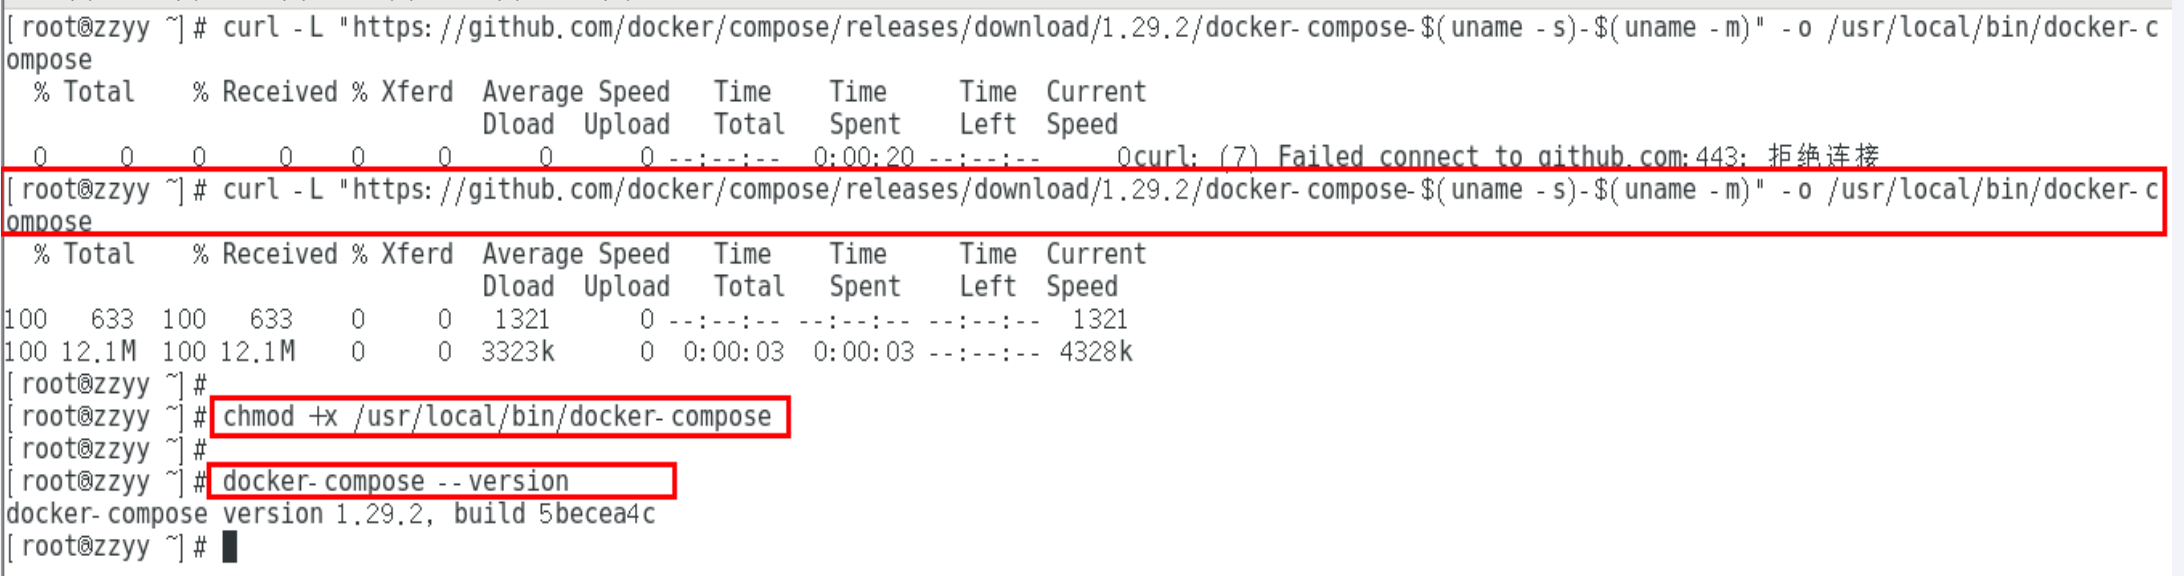 [root@zzyy ~]# curl -L "https://github.com/docker/compose/releases/download/1.29.2/docker-compose-$(uname -s)-$(uname -m)" -o /usr/local/bin/docker-c
ompose
% Total % Received % Xferd Average Speed Time Time Time Current
Dload Upload Total Spent Left Speed
0 0 0 0 0 0 0 0 --:--:-- 0:00:20 --:--:-- 0curl: (7) Failed connect to github.com:443; 拒绝连接
[root@zzyy ~]# curl -L "https://github.com/docker/compose/releases/download/1.29.2/docker-compose-$(uname -s)-$(uname -m)" -o /usr/local/bin/docker-c
ompose
% Total % Received % Xferd Average Speed Time Time Time Current
Dload Upload Total Spent Left Speed
100 633 100 633 0 0 1321 0 --:--:-- --:--:-- --:--:-- 1321
100 12.1M 100 12.1M 0 0 3323k 0 0:00:03 0:00:03 --:--:-- 4328k
[root@zzyy ~]#
[root@zzyy ~]# chmod +x /usr/local/bin/docker-compose
[root@zzyy ~]#
[root@zzyy ~]# docker-compose --version
docker-compose version 1.29.2, build 5becea4c
[root@zzyy ~]#